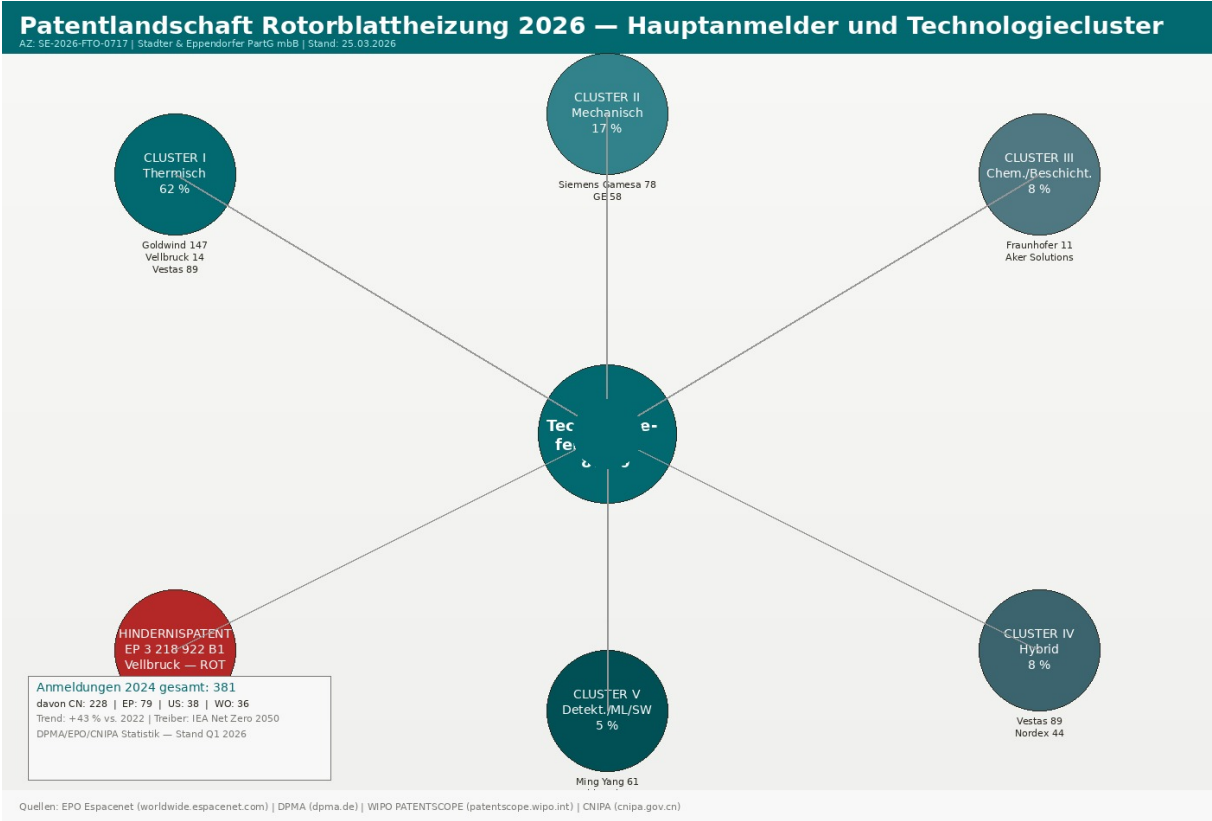 Patentlandschaft Rotorblattheizung 2026 — Hauptanmelder und Technologiecluster
AZ: SE-2026-FTO-0717 | Stadter & Eppendorfer PartG mbB | Stand: 25.03.2026
CLUSTER II
Mechanisch
17 %
Siemens Gamesa 78
GE 58
CLUSTER I
Thermisch
62 %
Goldwind 147
Vellbruck 14
Vestas 89
CLUSTER III
Chem./Beschicht.
8 %
Fraunhofer 11
Aker Solutions
HINDERNISPATENT
EP 3 218 922 B1
Vellbruck — ROT
CLUSTER IV
Hybrid
8 %
Vestas 89
Nordex 44
CLUSTER V
Detekt./ML/SW
5 %
Ming Yang 61
Anmeldungen 2024 gesamt: 381
davon CN: 228 | EP: 79 | US: 38 | WO: 36
Trend: +43 % vs. 2022 | Treiber: IEA Net Zero 2050
DPMA/EPO/CNIPA Statistik — Stand Q1 2026
Quellen: EPO Espacenet (worldwide.espacenet.com) | DPMA (dpma.de) | WIPO PATENTSCOPE (patentscope.wipo.int) | CNIPA (cnipa.gov.cn)